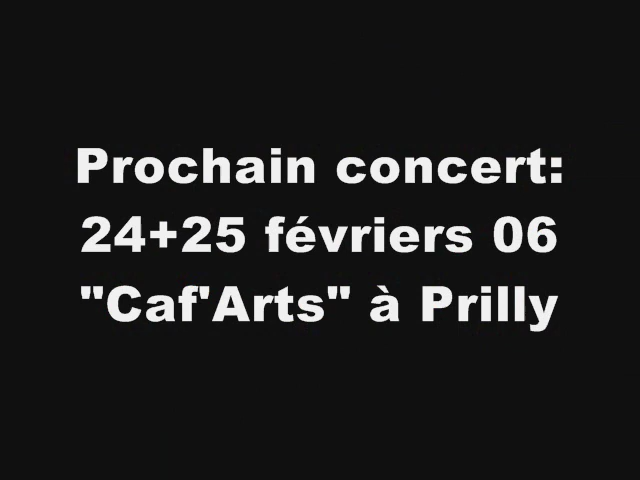 Prochain concert:
24+25 févriers 06
"Caf'Arts" à Prilly